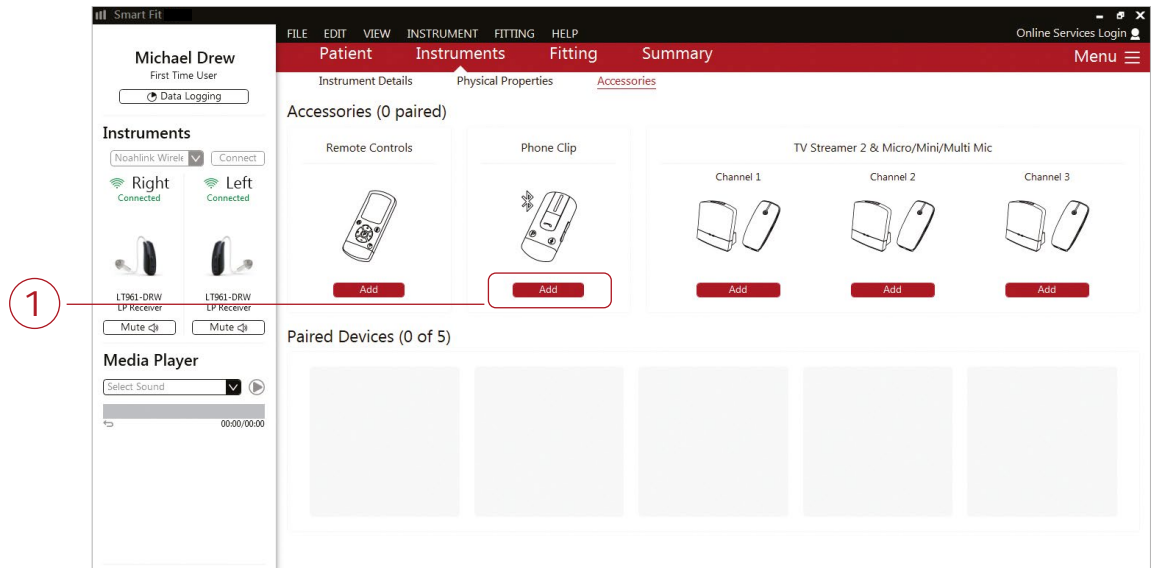 Smart Fit
FILE EDIT VIEW INSTRUMENT FITTING HELP
Online Services Login
Patient Instruments Fitting Summary
Menu
Instrument Details Physical Properties Accessories
Michael Drew
First Time User
Data Logging
Instruments
Noahlink Wirele Connect
Right Left
Connected Connected
LT961-DRW LT961-DRW
LP Receiver LP Receiver
Mute Mute
Media Player
Select Sound
00:00/00:00
Accessories (0 paired)
Remote Controls Phone Clip TV Streamer 2 & Micro/Mini/Multi Mic
Channel 1 Channel 2 Channel 3
Add Add Add Add Add
1
Paired Devices (0 of 5)